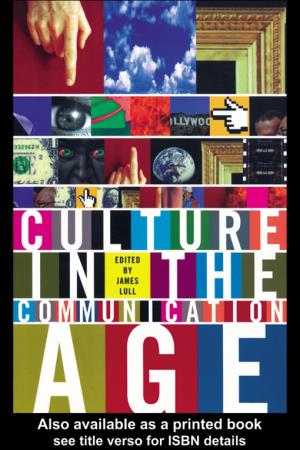 HOLLYWOO
CULTURE
IN THE
EDITED
BY
JAMES
LULL
COMMUNICATION
AGE
Also available as a printed book
see title verso for ISBN details